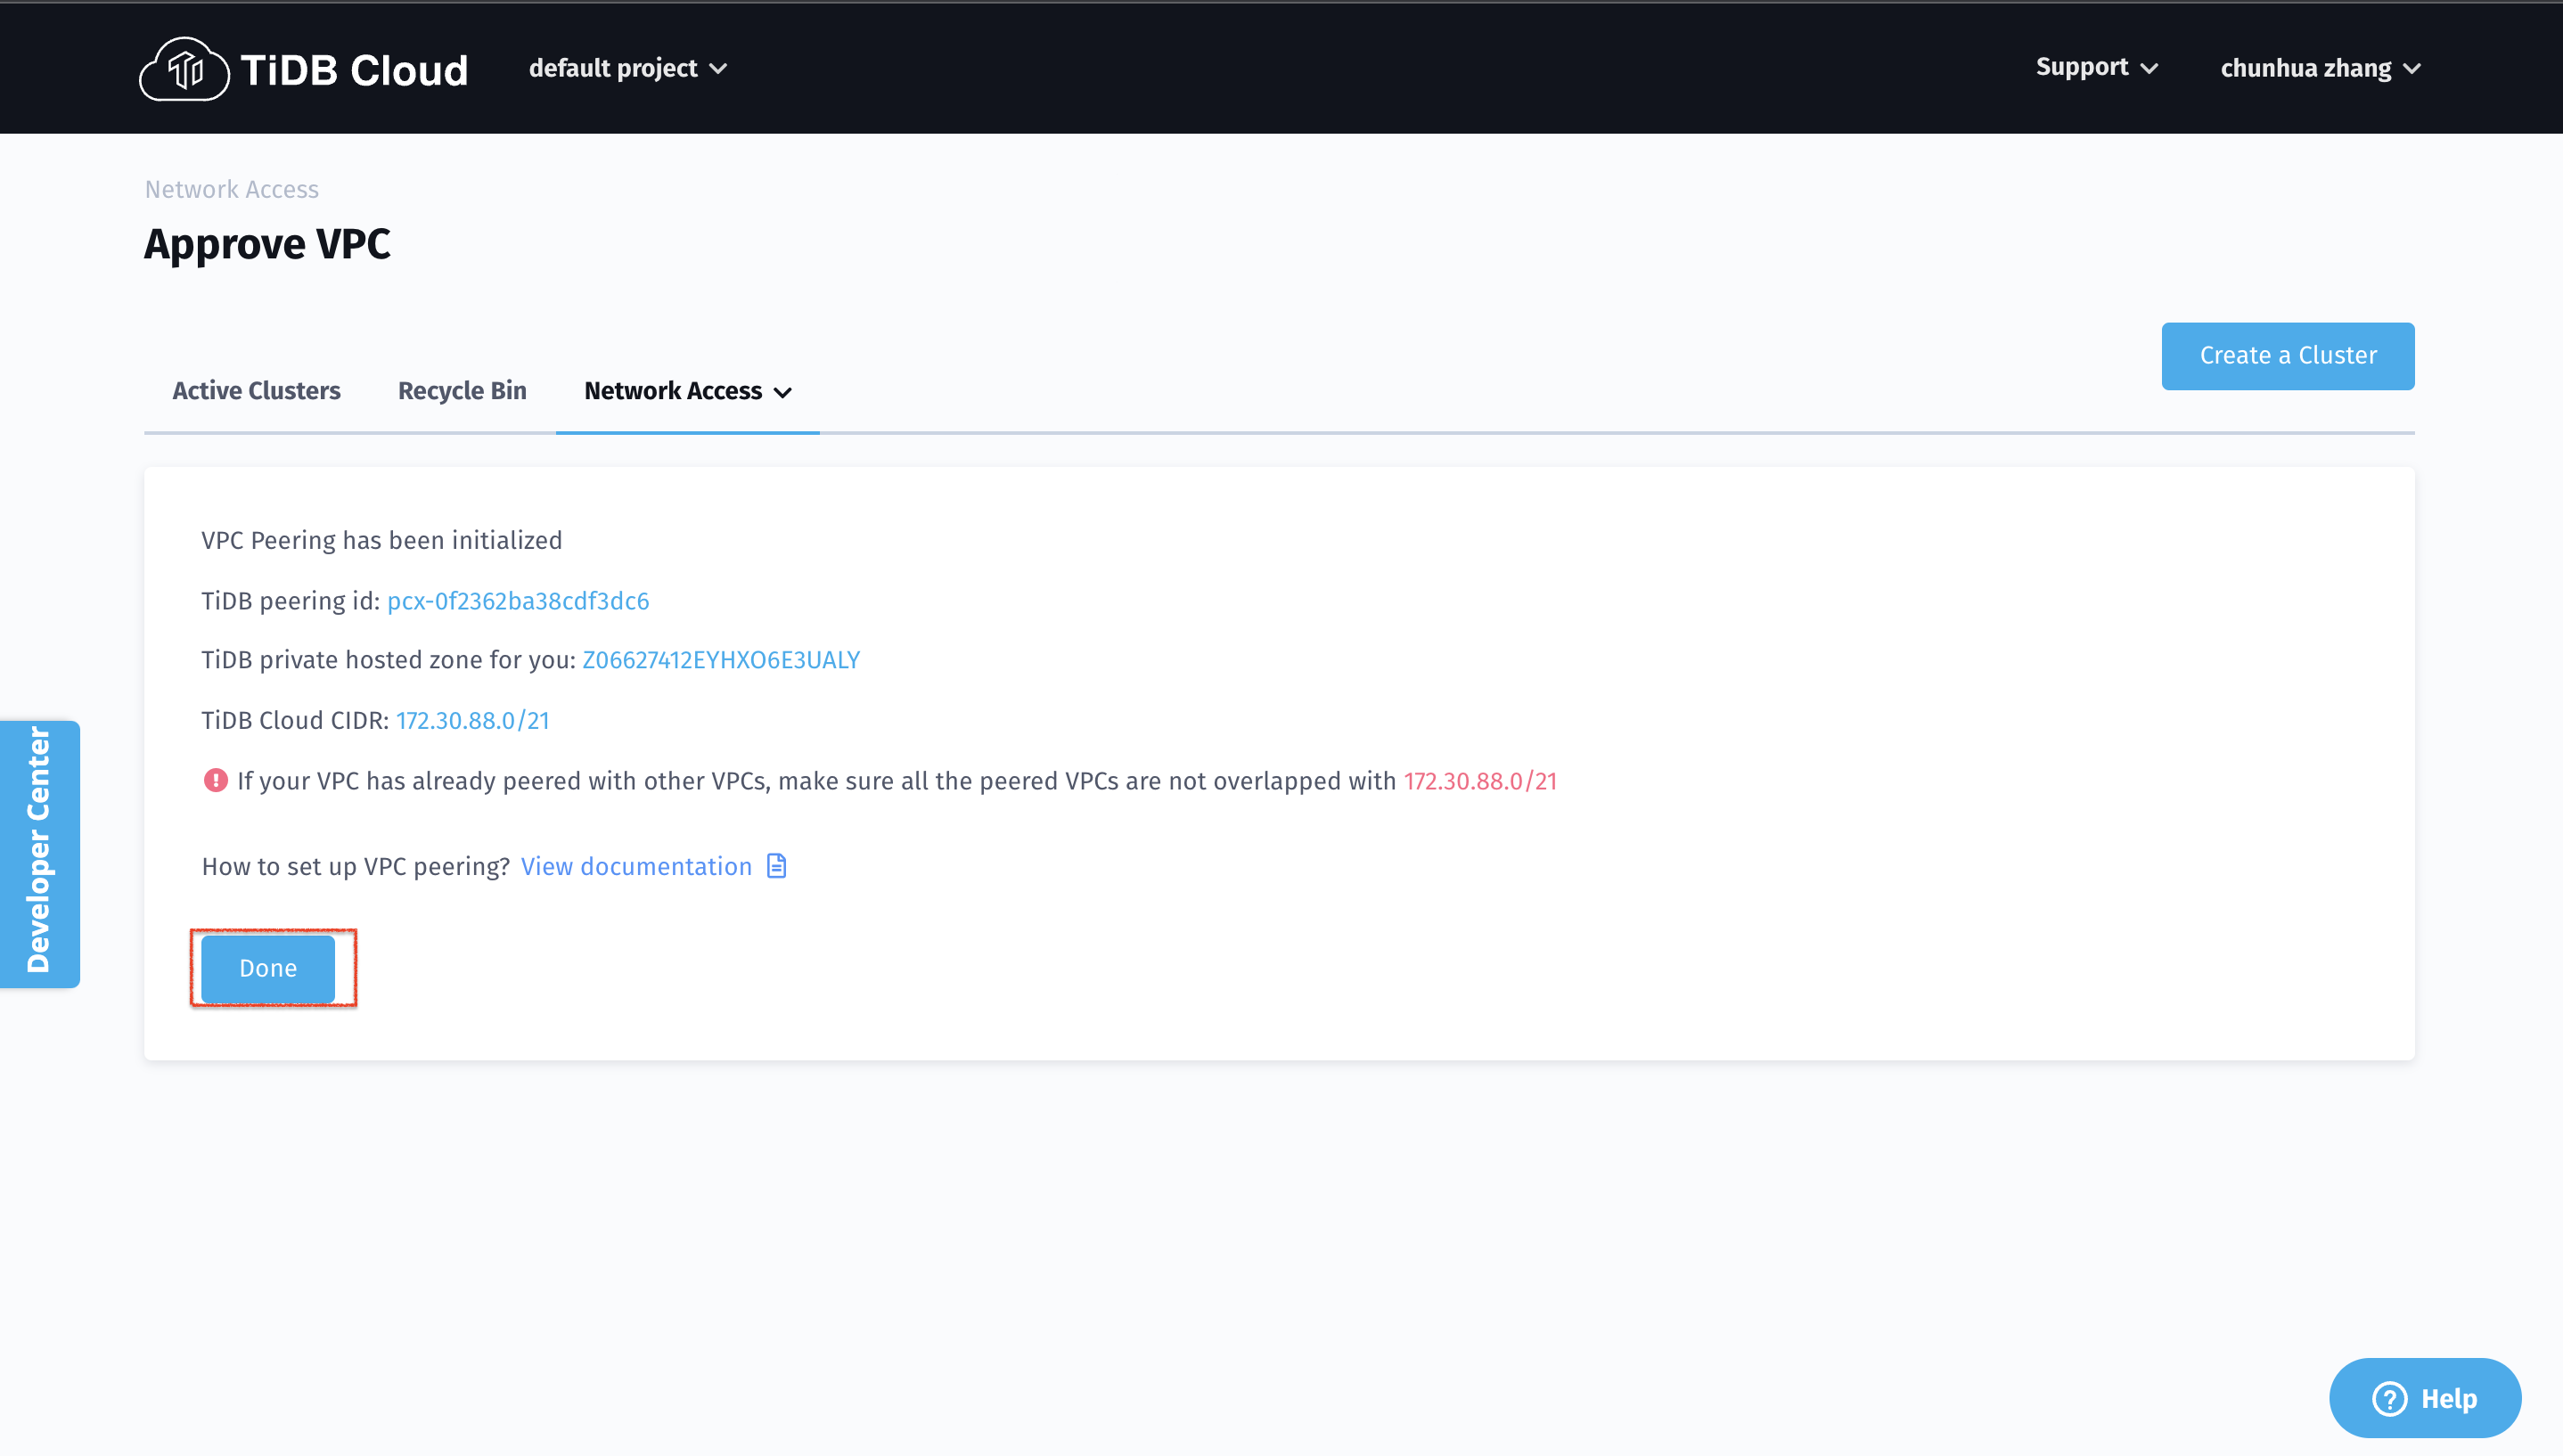 TiDB Cloud
default project
Support
chunhua zhang
Network Access
Approve VPC
Create a Cluster
Active Clusters
Recycle Bin
Network Access
VPC Peering has been initialized
TiDB peering id: pcx-0f2362ba38cdf3dc6
TiDB private hosted zone for you: Z06627412EYHXO6E3UALY
TiDB Cloud CIDR: 172.30.88.0/21
If your VPC has already peered with other VPCs, make sure all the peered VPCs are not overlapped with 172.30.88.0/21
How to set up VPC peering? View documentation
Done
Developer Center
Help